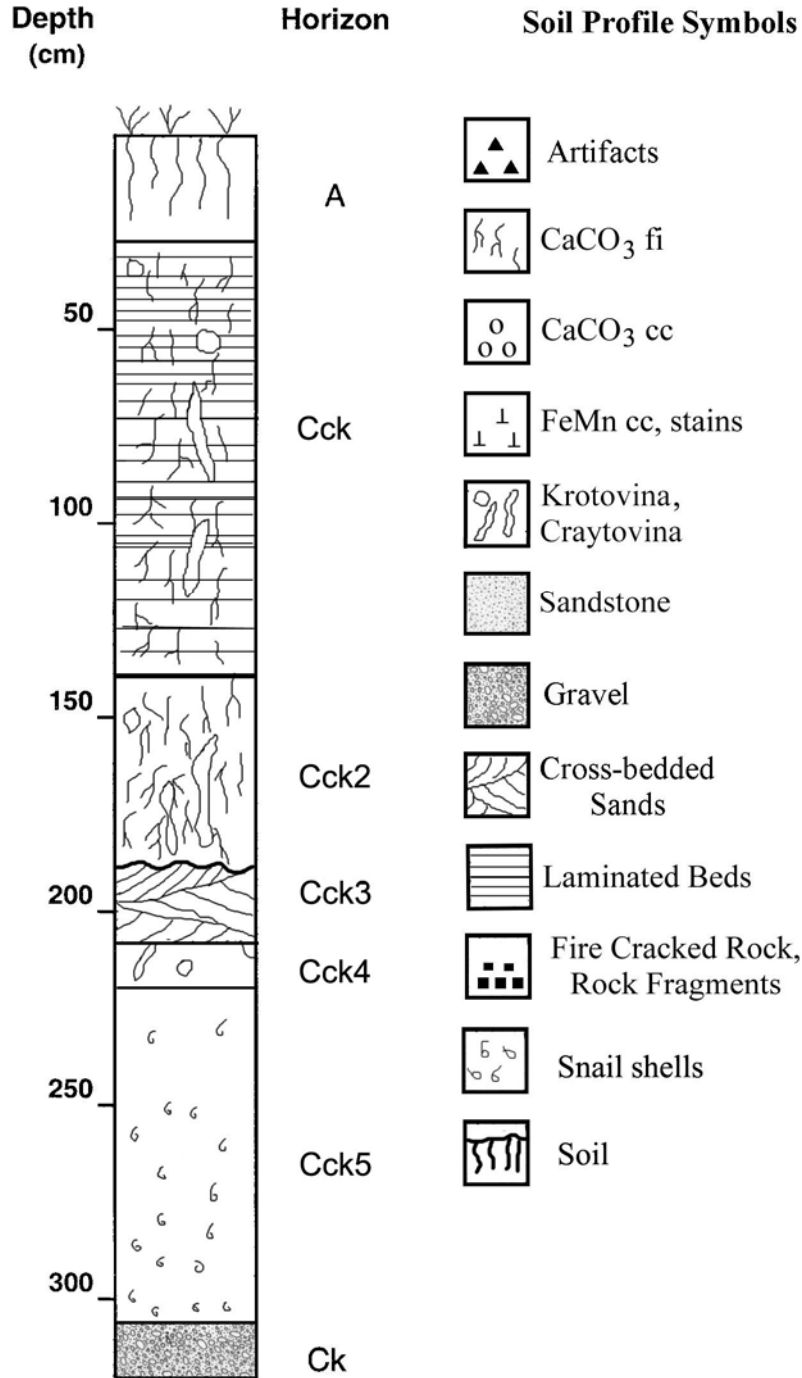 Depth
(cm)
Horizon
Soil Profile Symbols
A
50
Cck
100
150
Cck2
200
Cck3
Cck4
250
Cck5
300
Ck
Artifacts
CaCO3 fi
CaCO3 cc
FeMn cc, stains
Krotovina,
Craytovina
Sandstone
Gravel
Cross-bedded
Sands
Laminated Beds
Fire Cracked Rock,
Rock Fragments
Snail shells
Soil